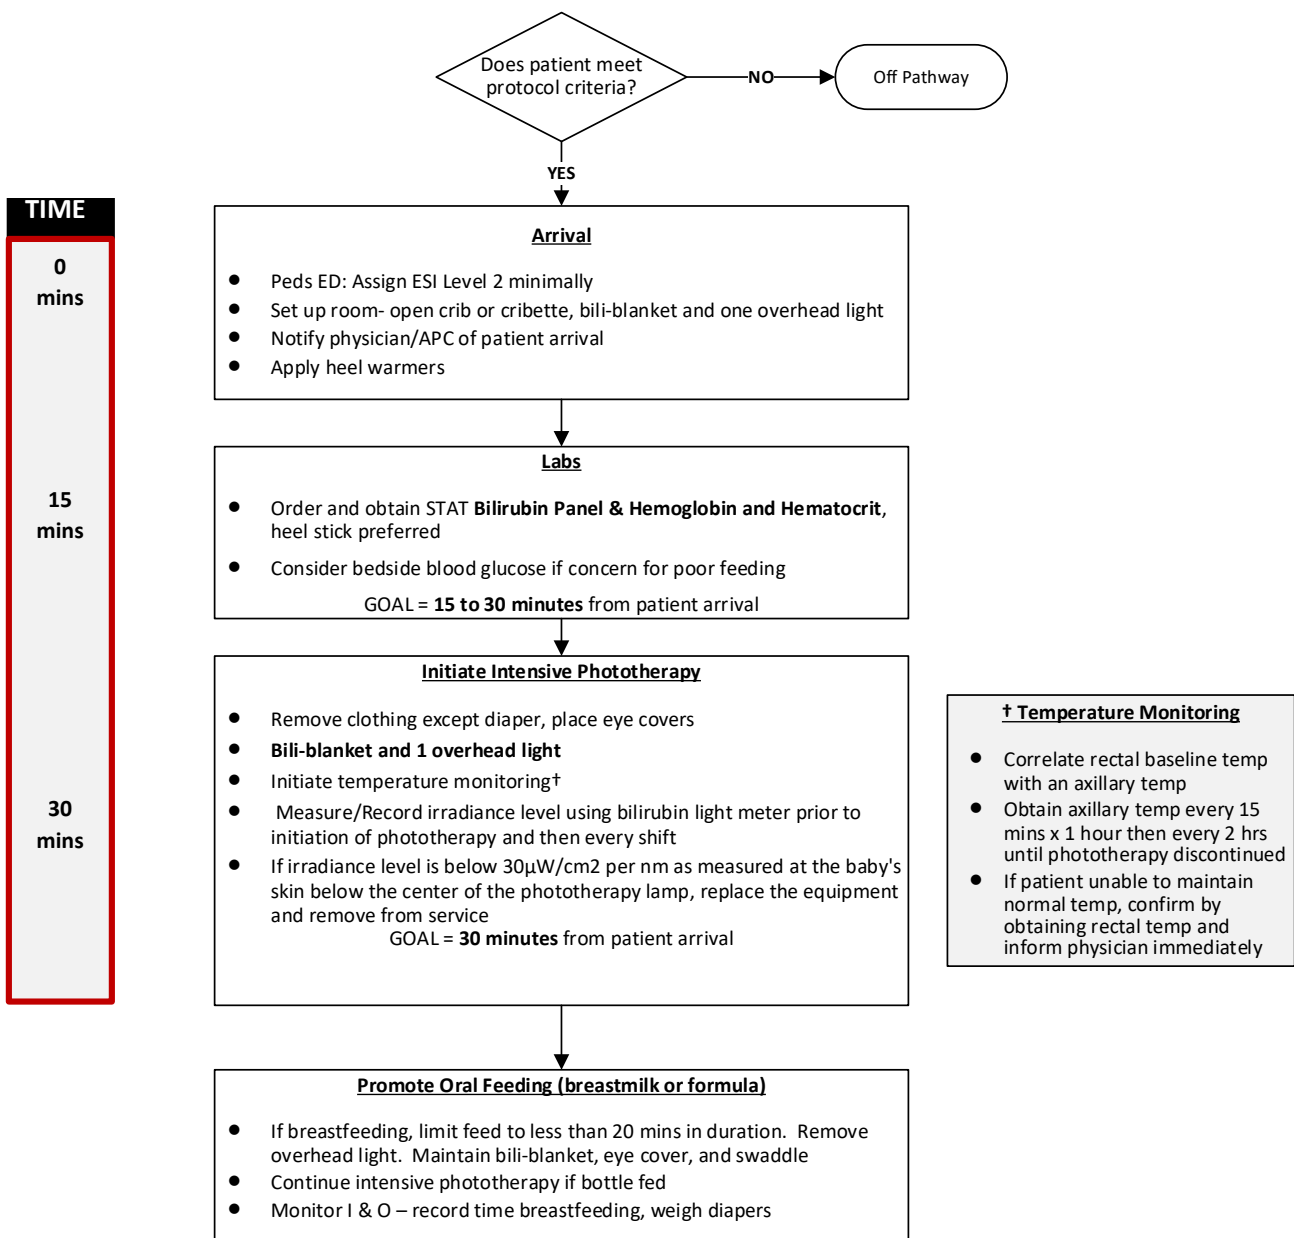 Does patient meet
protocol criteria?
NO
Off Pathway
YES
TIME
0
mins
15
mins
30
mins
Arrival
● Peds ED: Assign ESI Level 2 minimally
● Set up room- open crib or cribette, bili-blanket and one overhead light
● Notify physician/APC of patient arrival
● Apply heel warmers
Labs
● Order and obtain STAT Bilirubin Panel & Hemoglobin and Hematocrit,
heel stick preferred
● Consider bedside blood glucose if concern for poor feeding
GOAL = 15 to 30 minutes from patient arrival
Initiate Intensive Phototherapy
● Remove clothing except diaper, place eye covers
● Bili-blanket and 1 overhead light
● Initiate temperature monitoring†
● Measure/Record irradiance level using bilirubin light meter prior to
initiation of phototherapy and then every shift
● If irradiance level is below 30µW/cm2 per nm as measured at the baby's
skin below the center of the phototherapy lamp, replace the equipment
and remove from service
GOAL = 30 minutes from patient arrival
† Temperature Monitoring
● Correlate rectal baseline temp
with an axillary temp
● Obtain axillary temp every 15
mins x 1 hour then every 2 hrs
until phototherapy discontinued
● If patient unable to maintain
normal temp, confirm by
obtaining rectal temp and
inform physician immediately
Promote Oral Feeding (breastmilk or formula)
● If breastfeeding, limit feed to less than 20 mins in duration. Remove
overhead light. Maintain bili-blanket, eye cover, and swaddle
● Continue intensive phototherapy if bottle fed
● Monitor I & O – record time breastfeeding, weigh diapers